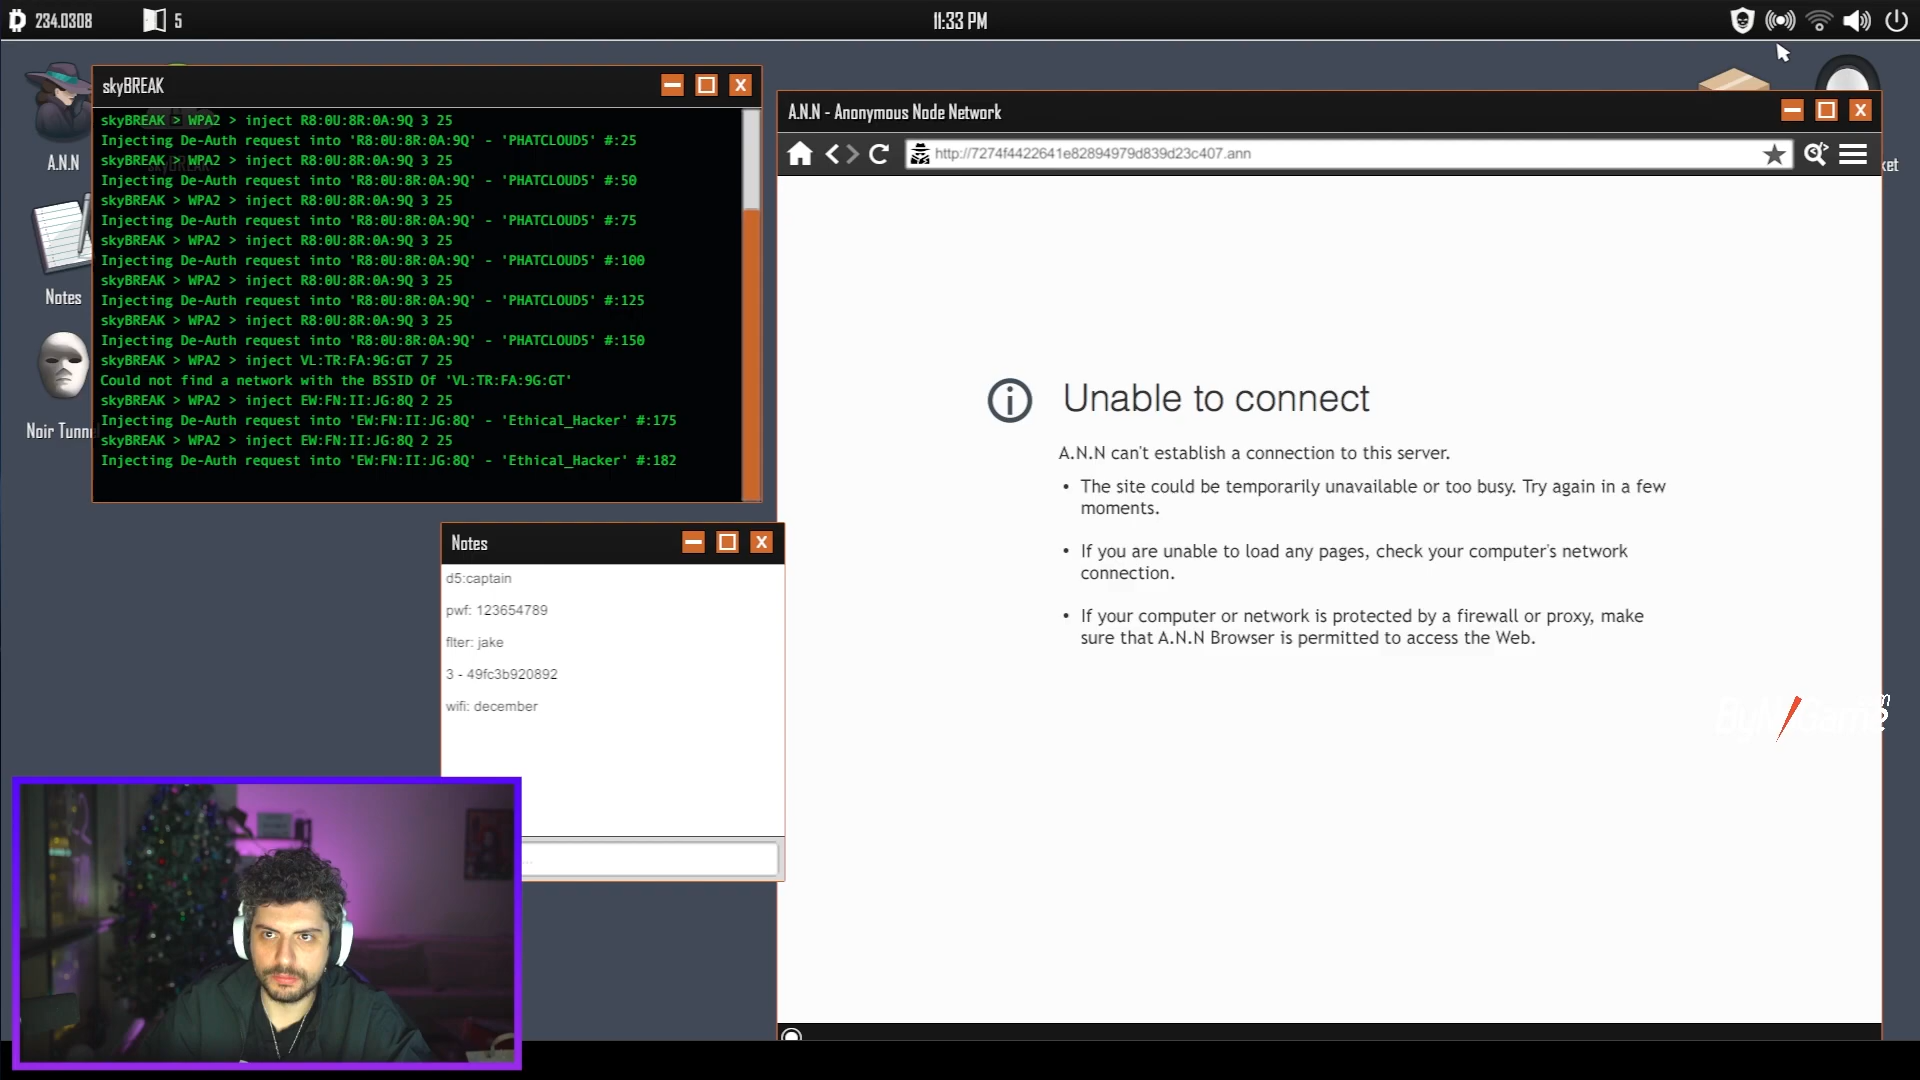 234.0308
5
11:33 PM
A.N.N
Notes
Noir Tunn
skyBREAK
skyBREAK > WPA2 > inject R8:0U:8R:0A:9Q 3 25
Injecting De-Auth request into 'R8:0U:8R:0A:9Q' - 'PHATCLOUD5' #:25
skyBREAK > WPA2 > inject R8:0U:8R:0A:9Q 3 25
Injecting De-Auth request into 'R8:0U:8R:0A:9Q' - 'PHATCLOUD5' #:50
skyBREAK > WPA2 > inject R8:0U:8R:0A:9Q 3 25
Injecting De-Auth request into 'R8:0U:8R:0A:9Q' - 'PHATCLOUD5' #:75
skyBREAK > WPA2 > inject R8:0U:8R:0A:9Q 3 25
Injecting De-Auth request into 'R8:0U:8R:0A:9Q' - 'PHATCLOUD5' #:100
skyBREAK > WPA2 > inject R8:0U:8R:0A:9Q 3 25
Injecting De-Auth request into 'R8:0U:8R:0A:9Q' - 'PHATCLOUD5' #:125
skyBREAK > WPA2 > inject R8:0U:8R:0A:9Q 3 25
Injecting De-Auth request into 'R8:0U:8R:0A:9Q' - 'PHATCLOUD5' #:150
skyBREAK > WPA2 > inject VL:TR:FA:9G:GT 7 25
Could not find a network with the BSSID Of 'VL:TR:FA:9G:GT'
skyBREAK > WPA2 > inject EW:FN:II:JG:8Q 2 25
Injecting De-Auth request into 'EW:FN:II:JG:8Q' - 'Ethical_Hacker' #:175
skyBREAK > WPA2 > inject EW:FN:II:JG:8Q 2 25
Injecting De-Auth request into 'EW:FN:II:JG:8Q' - 'Ethical_Hacker' #:182
Notes
d5:captain
pwf: 123654789
flter: jake
3 - 49fc3b920892
wifi: december
A.N.N - Anonymous Node Network
http://7274f4422641e82894979d839d23c407.ann
Unable to connect
A.N.N can't establish a connection to this server.
• The site could be temporarily unavailable or too busy. Try again in a few
moments.
• If you are unable to load any pages, check your computer's network
connection.
• If your computer or network is protected by a firewall or proxy, make
sure that A.N.N Browser is permitted to access the Web.
ket